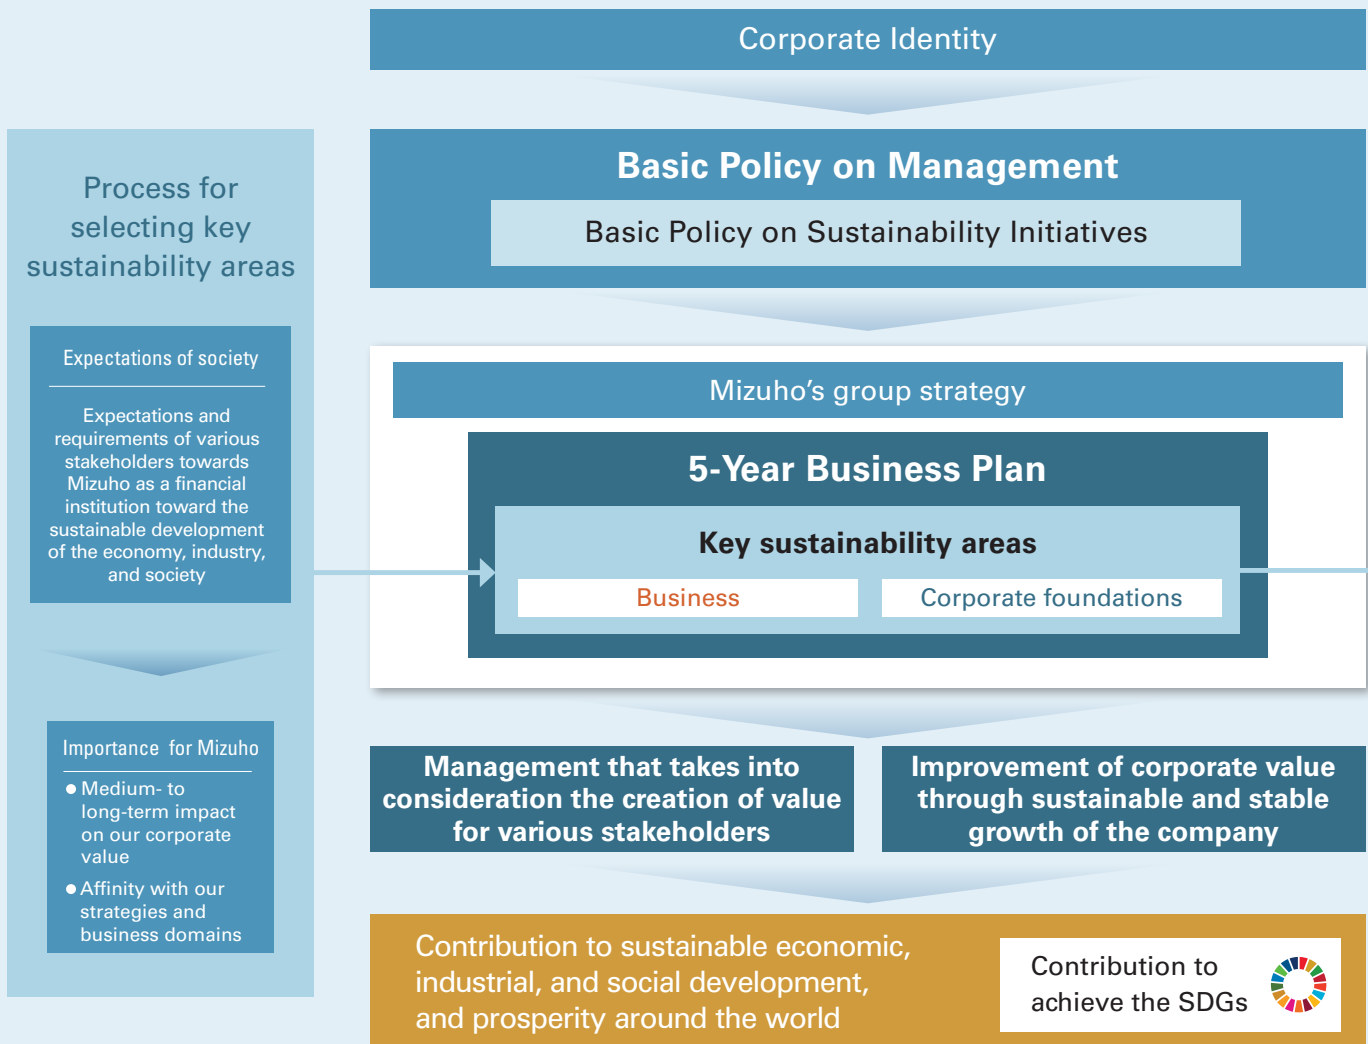 Corporate Identity
Basic Policy on Management
Basic Policy on Sustainability Initiatives
Process for
selecting key
sustainability areas
Expectations of society
Expectations and
requirements of various
stakeholders towards
Mizuho as a financial
institution toward the
sustainable development
of the economy, industry,
and society
Importance for Mizuho
● Medium- to
long-term impact
on our corporate
value
● Affinity with our
strategies and
business domains
Mizuho’s group strategy
5-Year Business Plan
Key sustainability areas
Business
Corporate foundations
Management that takes into
consideration the creation of value
for various stakeholders
Improvement of corporate value
through sustainable and stable
growth of the company
Contribution to sustainable economic,
industrial, and social development,
and prosperity around the world
Contribution to
achieve the SDGs